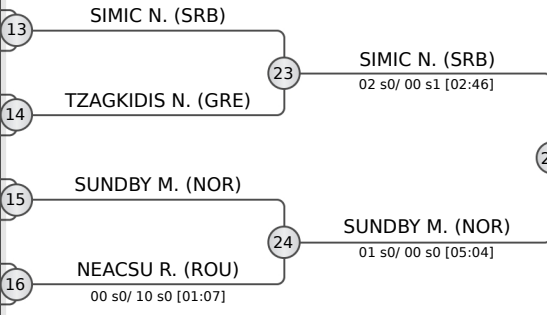 SIMIC N. (SRB)
13
SIMIC N. (SRB)
23
02 s0/ 00 s1 [02:46]
TZAGKIDIS N. (GRE)
14
SUNDBY M. (NOR)
15
SUNDBY M. (NOR)
24
01 s0/ 00 s0 [05:04]
NEACSU R. (ROU)
16
00 s0/ 10 s0 [01:07]